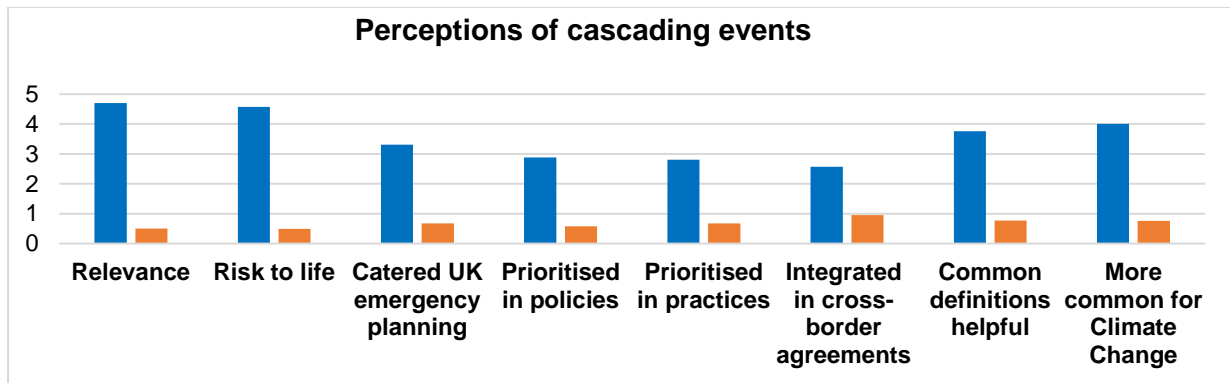 Perceptions of cascading events
5
4
3
2
1
0
Relevance
Risk to life
Catered UK
emergency
planning
Prioritised
in policies
Prioritised
in practices
Integrated
in cross-
border
agreements
Common
definitions
helpful
More
common for
Climate
Change